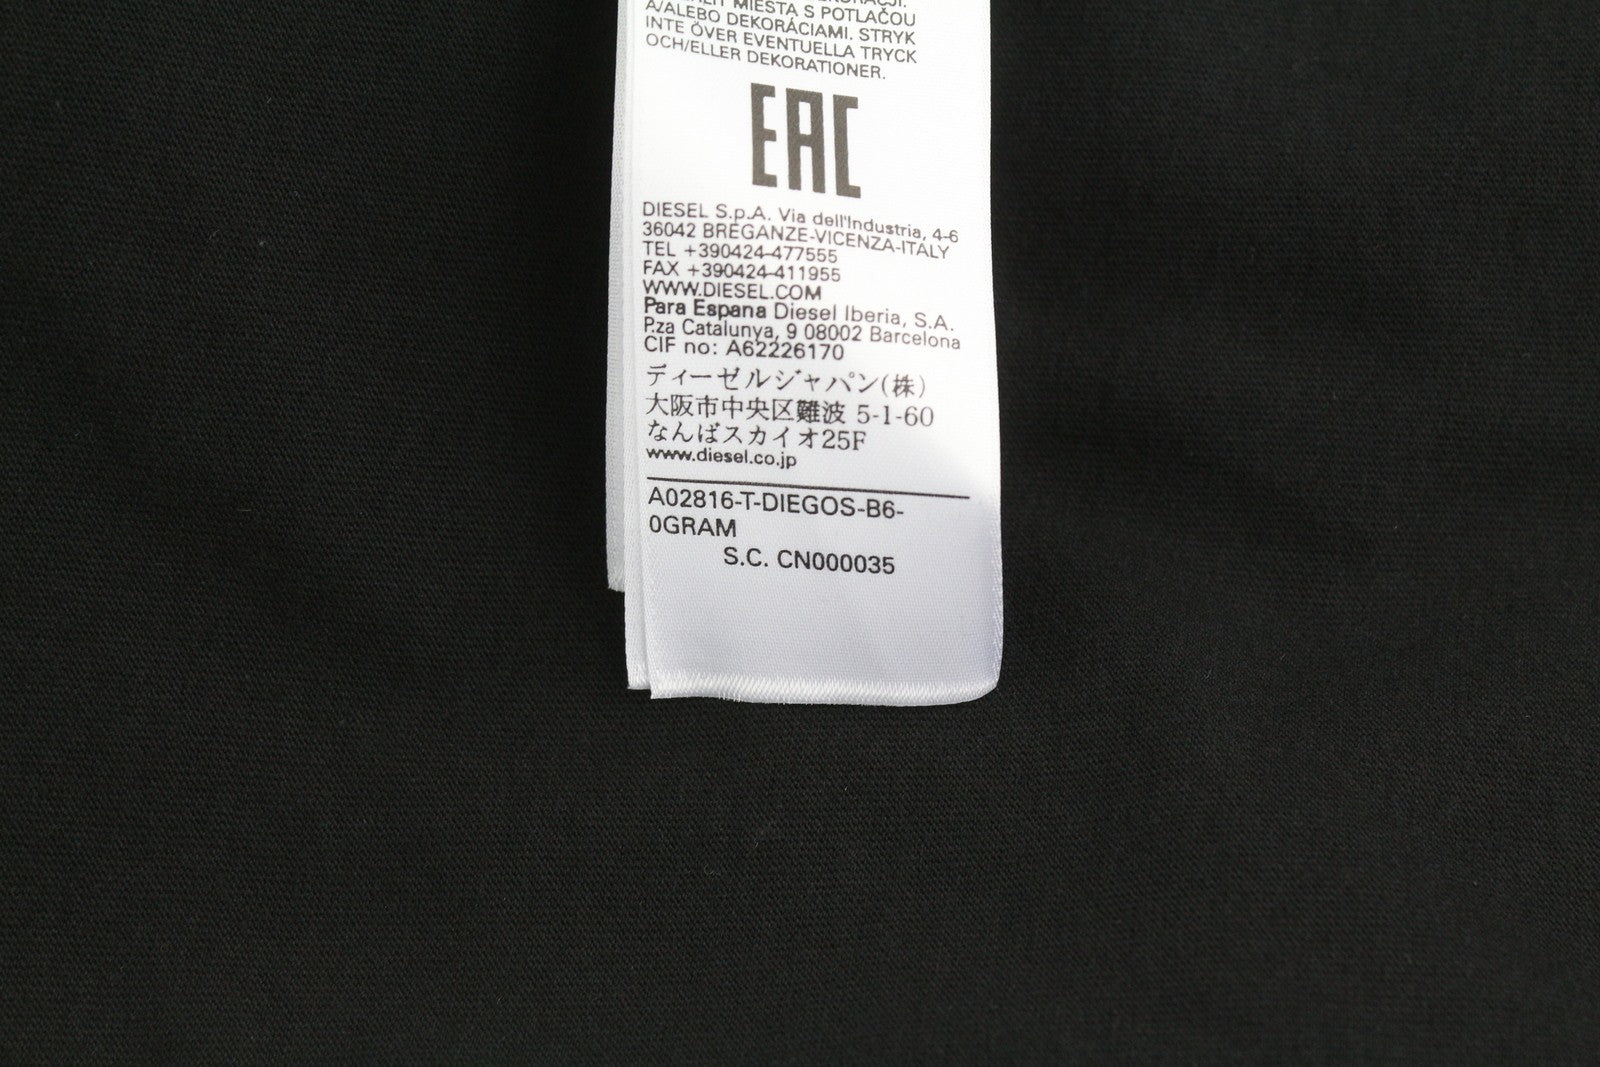 MIESTA S POTLAČOU
A/ALEBO DEKORÁCIAMI. STRYK
INTE ÖVER EVENTUELLA TRYCK
OCH/ELLER DEKORATIONER.
EAC
DIESEL S.p.A. Via dell'Industria, 4-6
36042 BREGANZE-VICENZA-ITALY
TEL +390424-477555
FAX +390424-411955
WWW.DIESEL.COM
Para Espana Diesel Iberia, S.A.
P.za Catalunya, 9 08002 Barcelona
CIF no: A62226170
ディーゼルジャパン(株)
大阪市中央区難波 5-1-60
なんばスカイオ25F
www.diesel.co.jp
A02816-T-DIEGOS-B6-
0GRAM
S.C. CN000035